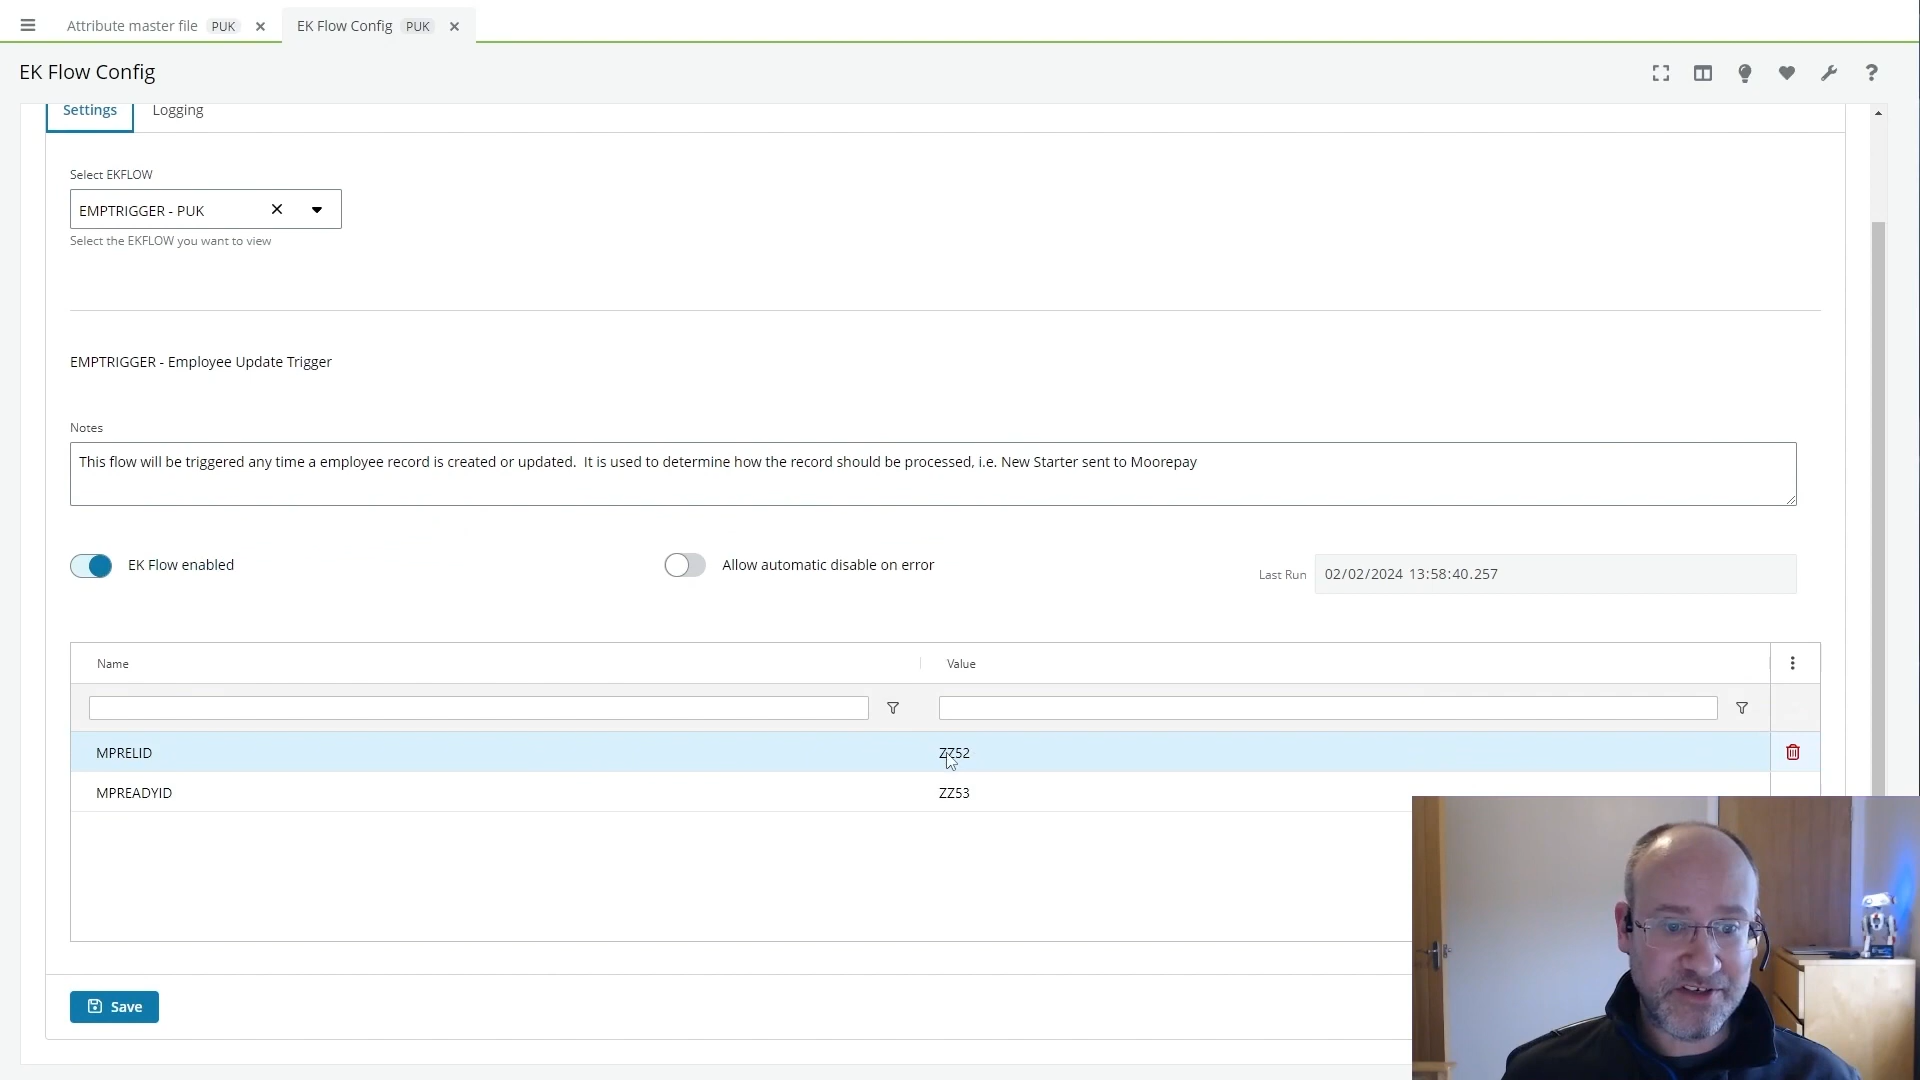 Attribute master file PUK
EK Flow Config PUK
EK Flow Config
Settings Logging
Select EKFLOW
EMPTRIGGER - PUK
Select the EKFLOW you want to view
EMPTRIGGER - Employee Update Trigger
Notes
This flow will be triggered any time a employee record is created or updated.  It is used to determine how the record should be processed, i.e. New Starter sent to Moorepay
EK Flow enabled
Allow automatic disable on error
Last Run 02/02/2024 13:58:40.257
Name Value
MPRELID ZZ52
MPREADYID ZZ53
Save